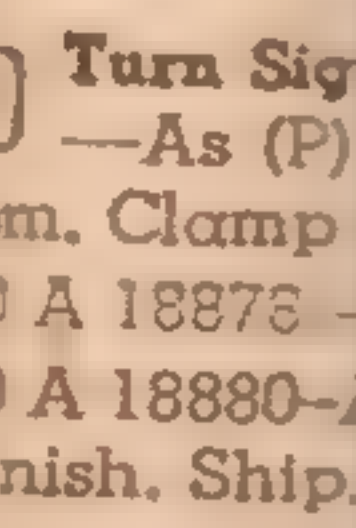 Turn Sig
—As (P)
m. Clamp
A 18878 —
A 18880—A
nish. Ship.